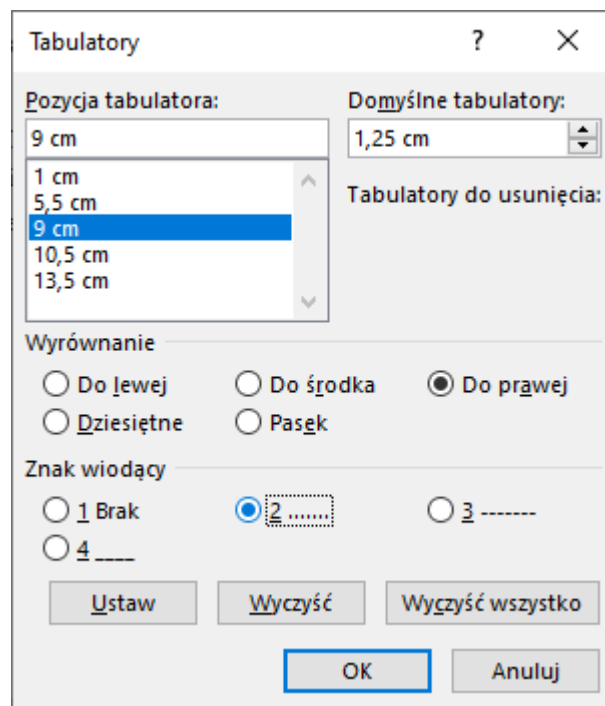 Tabulatory ?
Pozycja tabulatora: Domyślne tabulatory:
9 cm 1,25 cm
1 cm Tabulatory do usunięcia:
5,5 cm
9 cm
10,5 cm
13,5 cm
Wyrównanie
Do lewej Do środka Do prawej
Dziesiętne Pasek
Znak wiodący
1 Brak 2 ....... 3 -------
4 ____
Ustaw Wyczyść Wyczyść wszystko
OK Anuluj